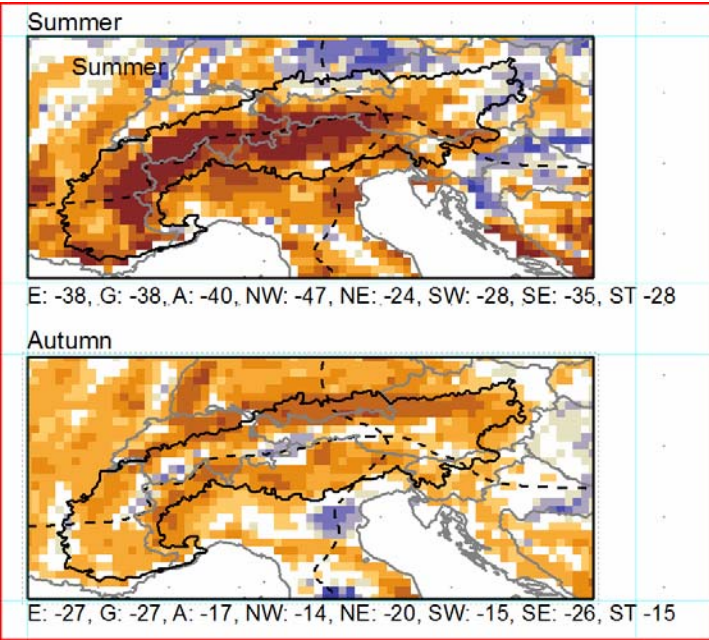 Summer
Summer
E: -38, G: -38, A: -40, NW: -47, NE: -24, SW: -28, SE: -35, ST -28
Autumn
E: -27, G: -27, A: -17, NW: -14, NE: -20, SW: -15, SE: -26, ST -15